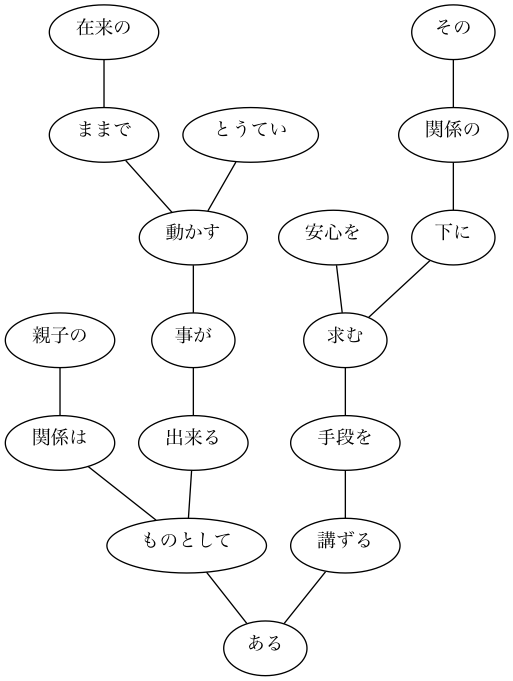 在来の
その
ままで
とうてい
関係の
動かす
安心を
下に
親子の
事が
求む
関係は
出来る
手段を
ものとして
講ずる
ある